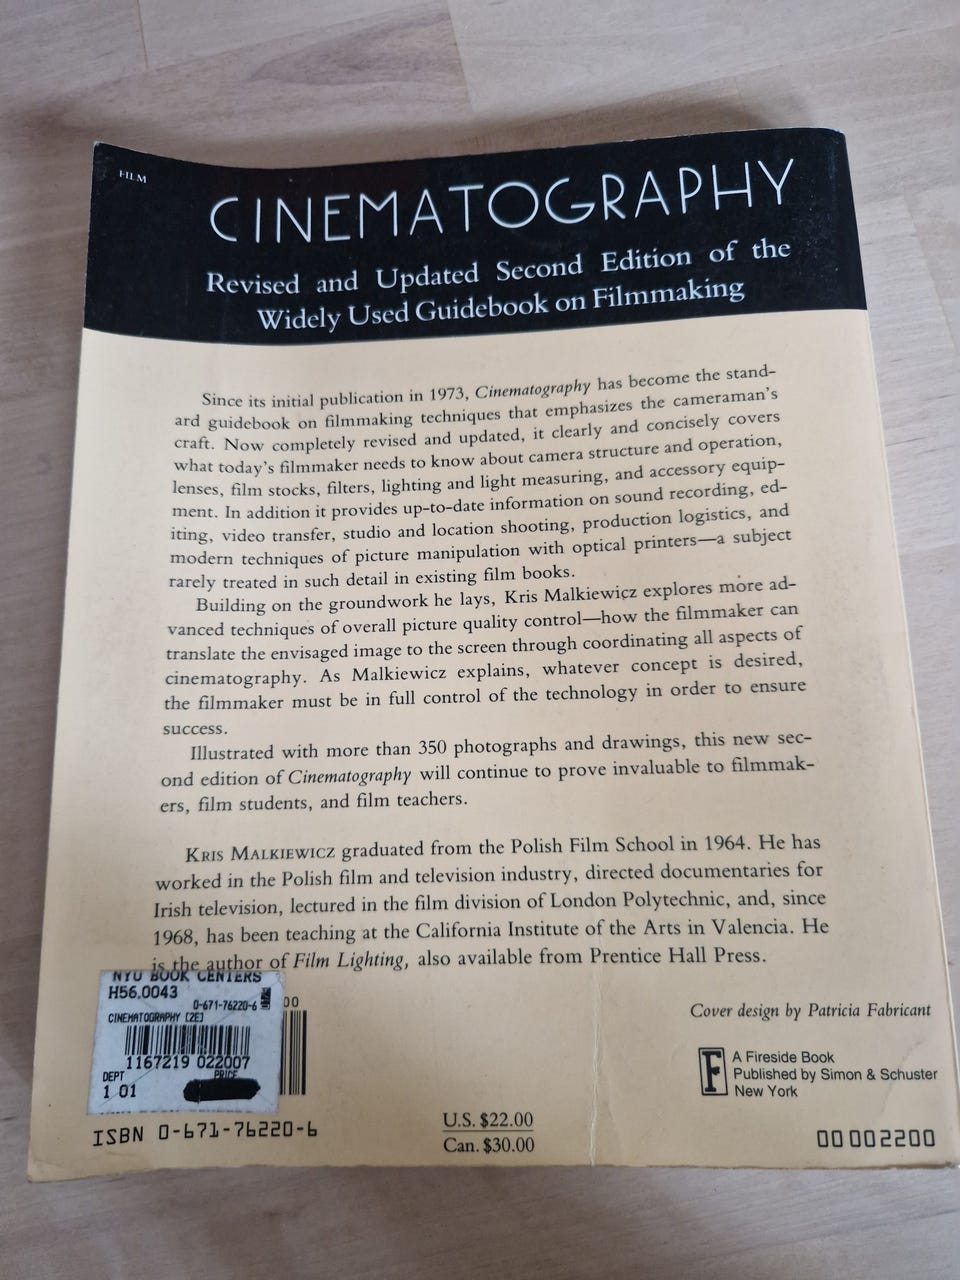 FILM
CINEMATOGRAPHY
Revised and Updated Second Edition of the
Widely Used Guidebook on Filmmaking
Since its initial publication in 1973, Cinematography has become the stand-
ard guidebook on filmmaking techniques that emphasizes the cameraman's
craft. Now completely revised and updated, it clearly and concisely covers
what today's filmmaker needs to know about camera structure and operation,
lenses, film stocks, filters, lighting and light measuring, and accessory equip-
ment. In addition it provides up-to-date information on sound recording, ed-
iting, video transfer, studio and location shooting, production logistics, and
modern techniques of picture manipulation with optical printers—a subject
rarely treated in such detail in existing film books.
Building on the groundwork he lays, Kris Malkiewicz explores more ad-
vanced techniques of overall picture quality control—how the filmmaker can
translate the envisaged image to the screen through coordinating all aspects of
cinematography. As Malkiewicz explains, whatever concept is desired,
the filmmaker must be in full control of the technology in order to ensure
success.
Illustrated with more than 350 photographs and drawings, this new sec-
ond edition of Cinematography will continue to prove invaluable to filmmak-
ers, film students, and film teachers.
KRIS MALKIEWICZ graduated from the Polish Film School in 1964. He has
worked in the Polish film and television industry, directed documentaries for
Irish television, lectured in the film division of London Polytechnic, and, since
1968, has been teaching at the California Institute of the Arts in Valencia. He
is the author of Film Lighting, also available from Prentice Hall Press.
NYU BOOK CENTERS
H56.0043
0-671-76220-6
CINEMATOGRAPHY [2E]
1167219 022007
DEPT PRICE
1 01
00
ISBN 0-671-76220-6
U.S. $22.00
Can. $30.00
Cover design by Patricia Fabricant
F
A Fireside Book
Published by Simon & Schuster
New York
00002200